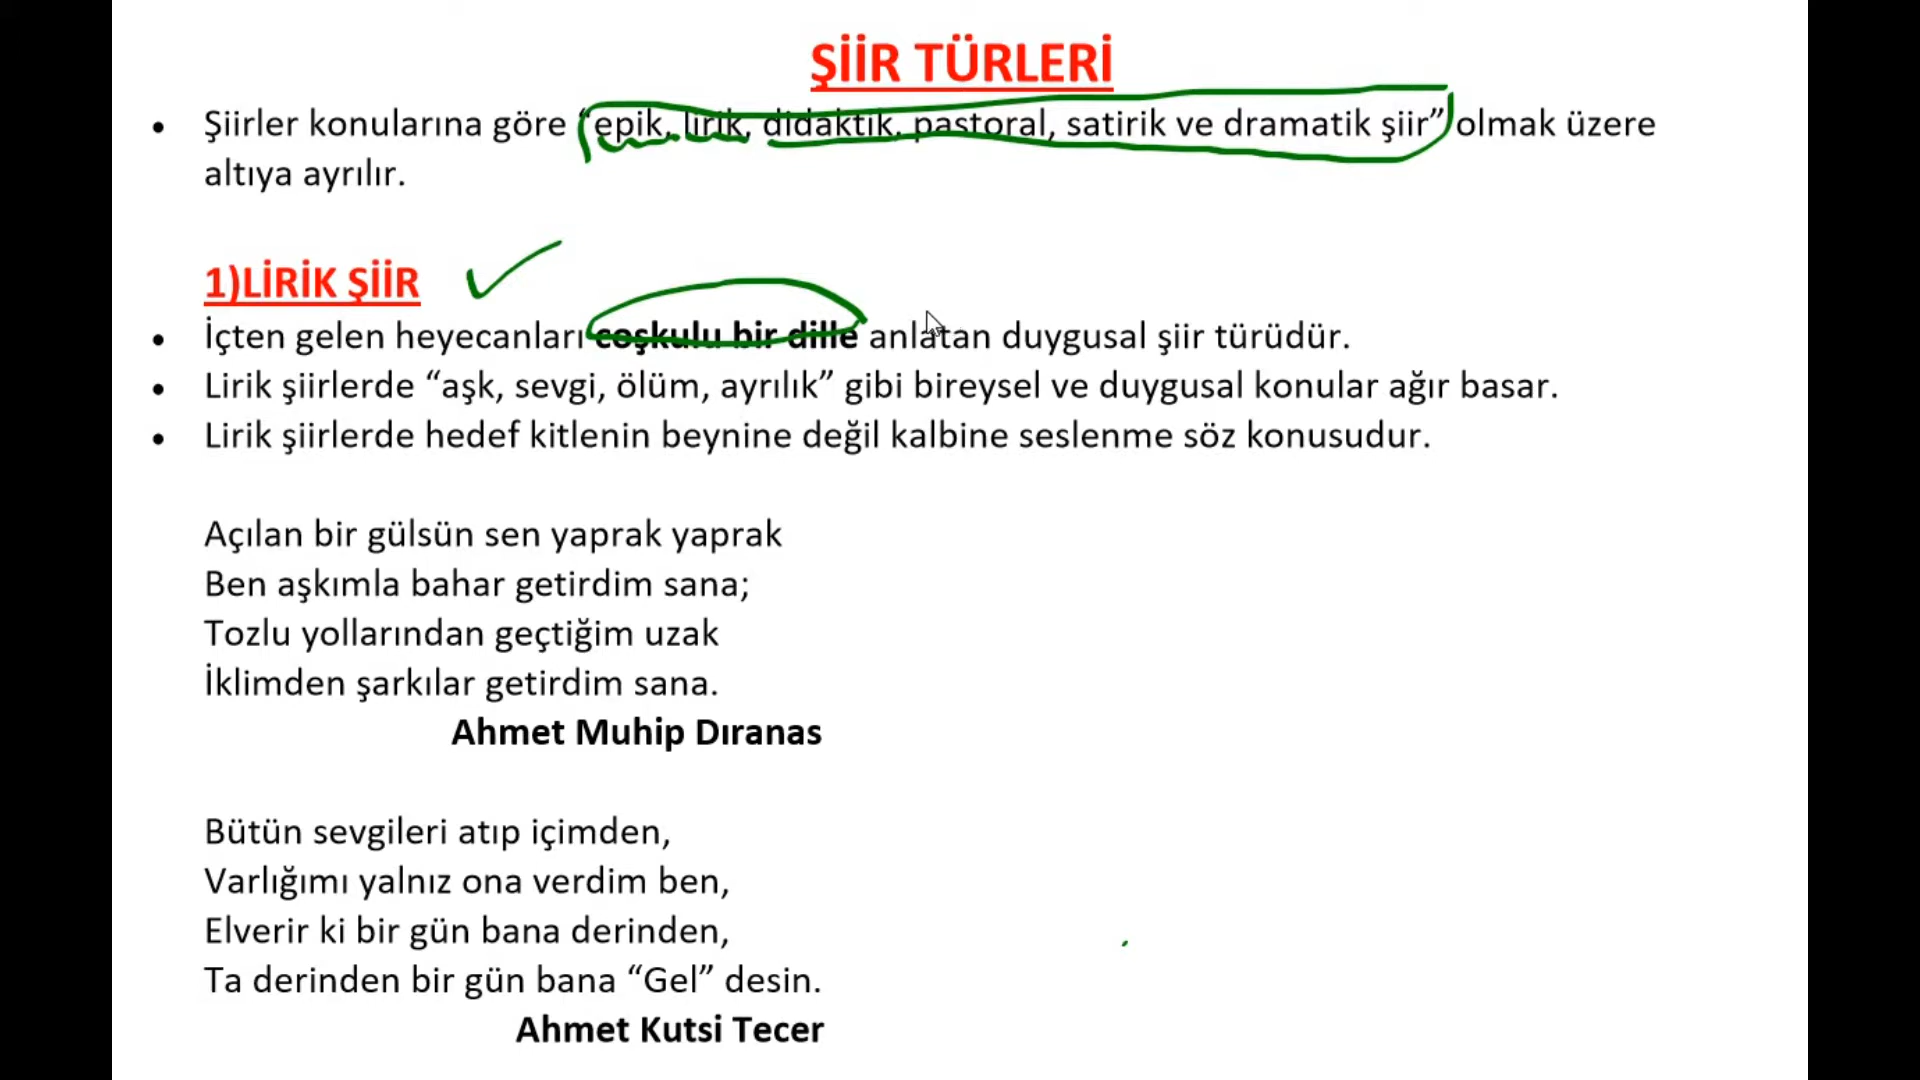 ŞİİR TÜRLERİ
• Şiirler konularına göre “epik, lirik, didaktik, pastoral, satirik ve dramatik şiir” olmak üzere
altıya ayrılır.
1)LİRİK ŞİİR
• İçten gelen heyecanları coşkulu bir dille anlatan duygusal şiir türüdür.
• Lirik şiirlerde “aşk, sevgi, ölüm, ayrılık” gibi bireysel ve duygusal konular ağır basar.
• Lirik şiirlerde hedef kitlenin beynine değil kalbine seslenme söz konusudur.
Açılan bir gülsün sen yaprak yaprak
Ben aşkımla bahar getirdim sana;
Tozlu yollarından geçtiğim uzak
İklimden şarkılar getirdim sana.
Ahmet Muhip Dıranas
Bütün sevgileri atıp içimden,
Varlığımı yalnız ona verdim ben,
Elverir ki bir gün bana derinden,
Ta derinden bir gün bana “Gel” desin.
Ahmet Kutsi Tecer